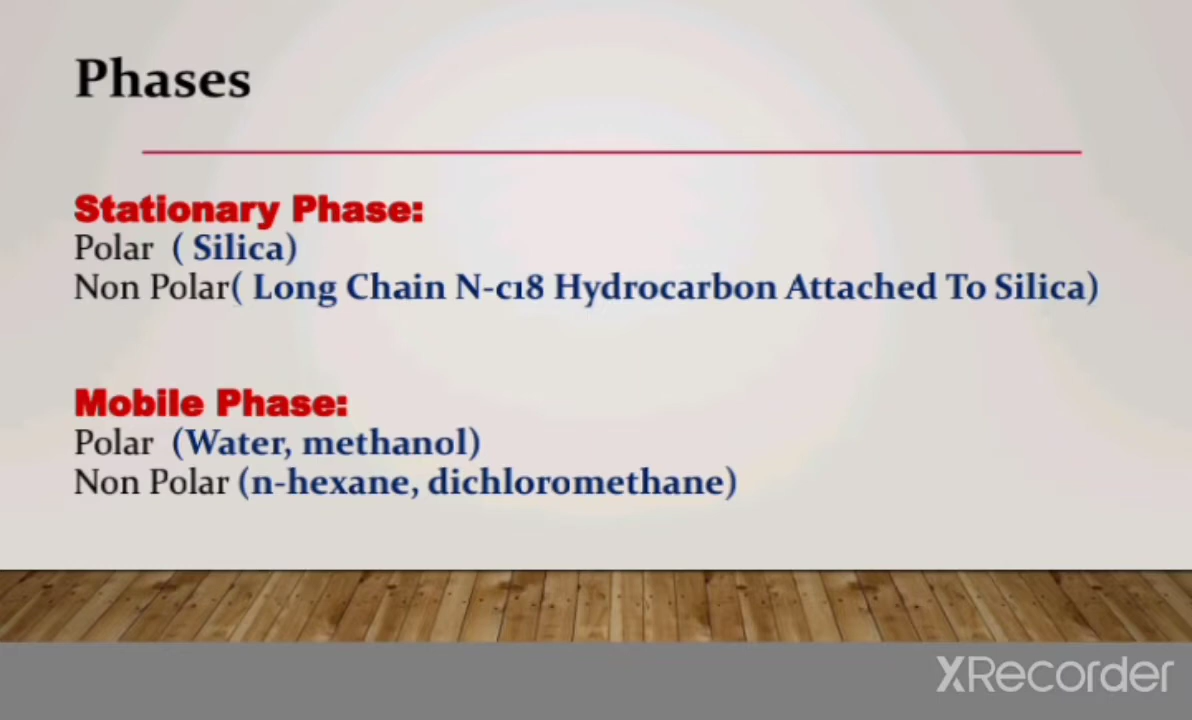 Phases
Stationary Phase:
Polar ( Silica)
Non Polar( Long Chain N-c18 Hydrocarbon Attached To Silica)
Mobile Phase:
Polar (Water, methanol)
Non Polar (n-hexane, dichloromethane)
XRecorder